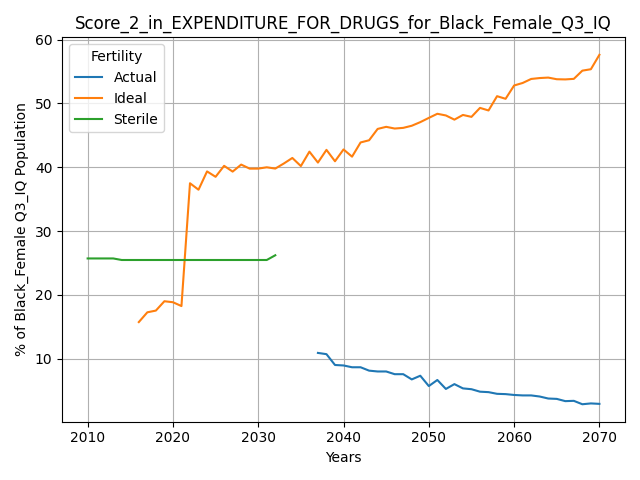 Score_2_in_EXPENDITURE_FOR_DRUGS_for_Black_Female_Q3_IQ
Fertility
Actual
Ideal
Sterile
% of Black_Female Q3_IQ Population
60
50
40
30
20
10
2010 2020 2030 2040 2050 2060 2070
Years